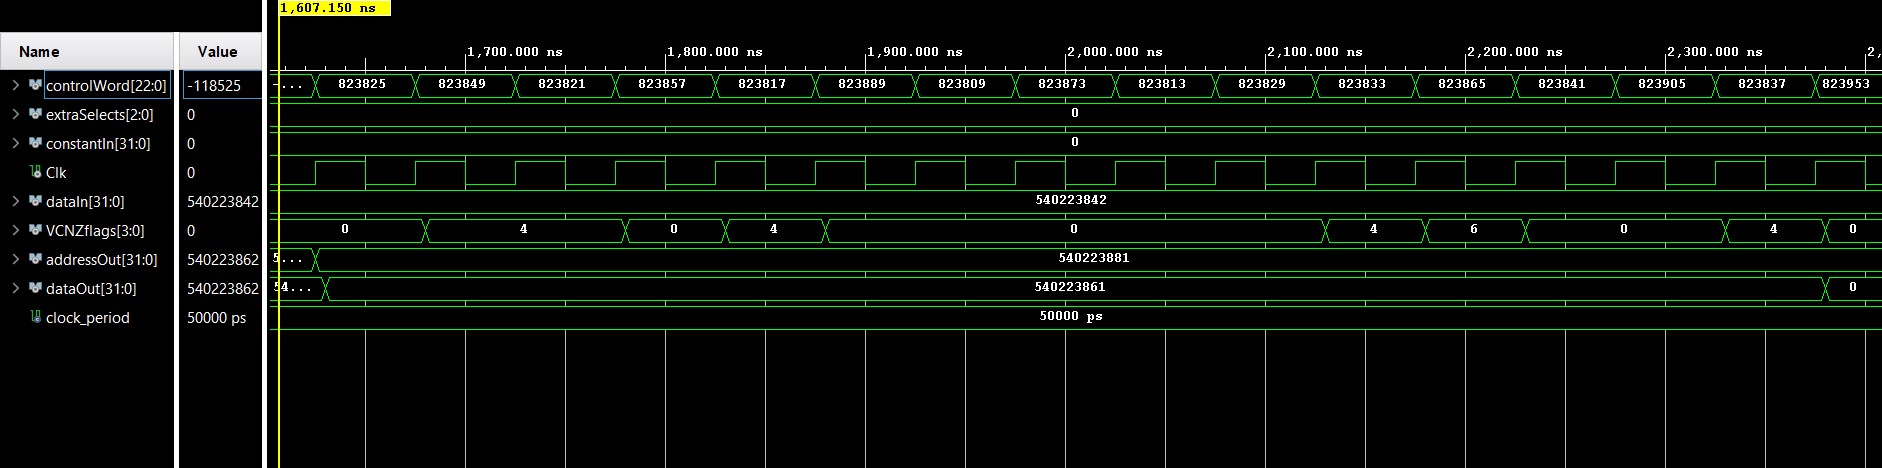 1,607.150 ns
Name Value
1,700.000 ns 1,800.000 ns 1,900.000 ns 2,000.000 ns 2,100.000 ns 2,200.000 ns 2,300.000 ns 2,
controlWord[22:0] -118525 -... 823825 823849 823821 823857 823817 823889 823809 823873 823813 823829 823833 823865 823841 823905 823837 823953
extraSelects[2:0] 0 0
constantIn[31:0] 0 0
Clk 0
dataIn[31:0] 540223842 540223842
VCNZflags[3:0] 0 0 4 0 4 0 4 6 0 4 0
addressOut[31:0] 540223862 5... 540223881
dataOut[31:0] 540223862 54... 540223861 0
clock_period 50000 ps 50000 ps